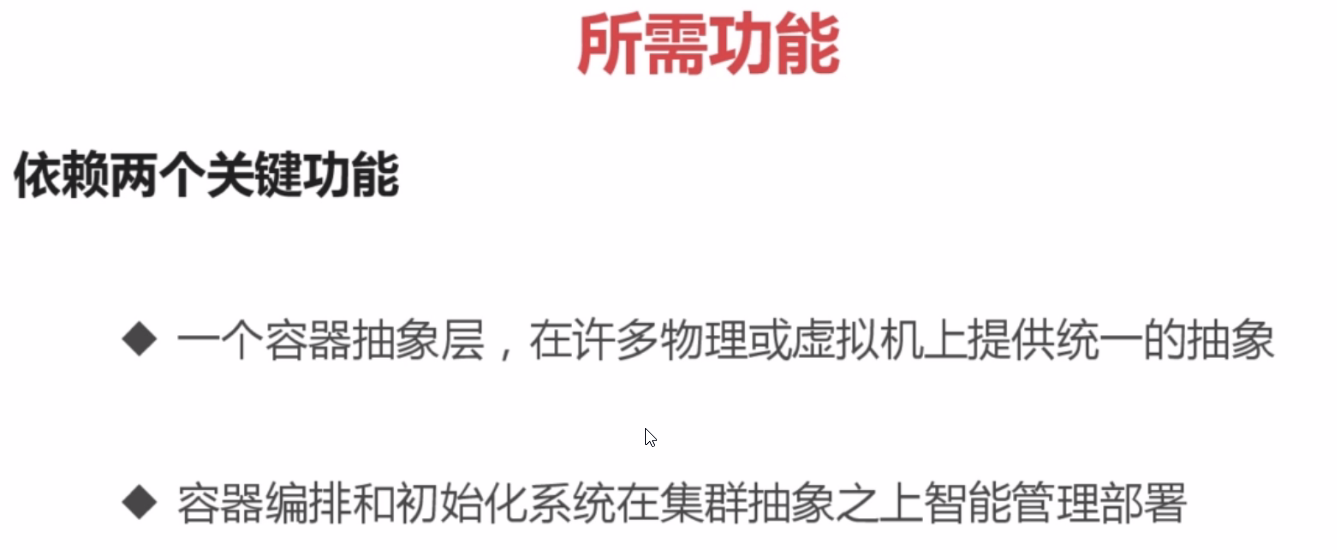 所需功能
依赖两个关键功能
◆ 一个容器抽象层，在许多物理或虚拟机上提供统一的抽象
◆ 容器编排和初始化系统在集群抽象之上智能管理部署